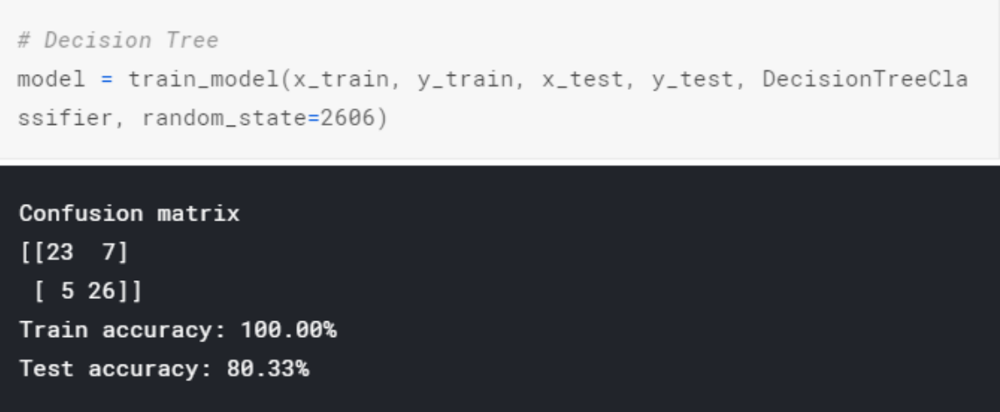 # Decision Tree
model = train_model(x_train, y_train, x_test, y_test, DecisionTreeCla
ssifier, random_state=2606)
Confusion matrix
[[23  7]
 [ 5 26]]
Train accuracy: 100.00%
Test accuracy: 80.33%